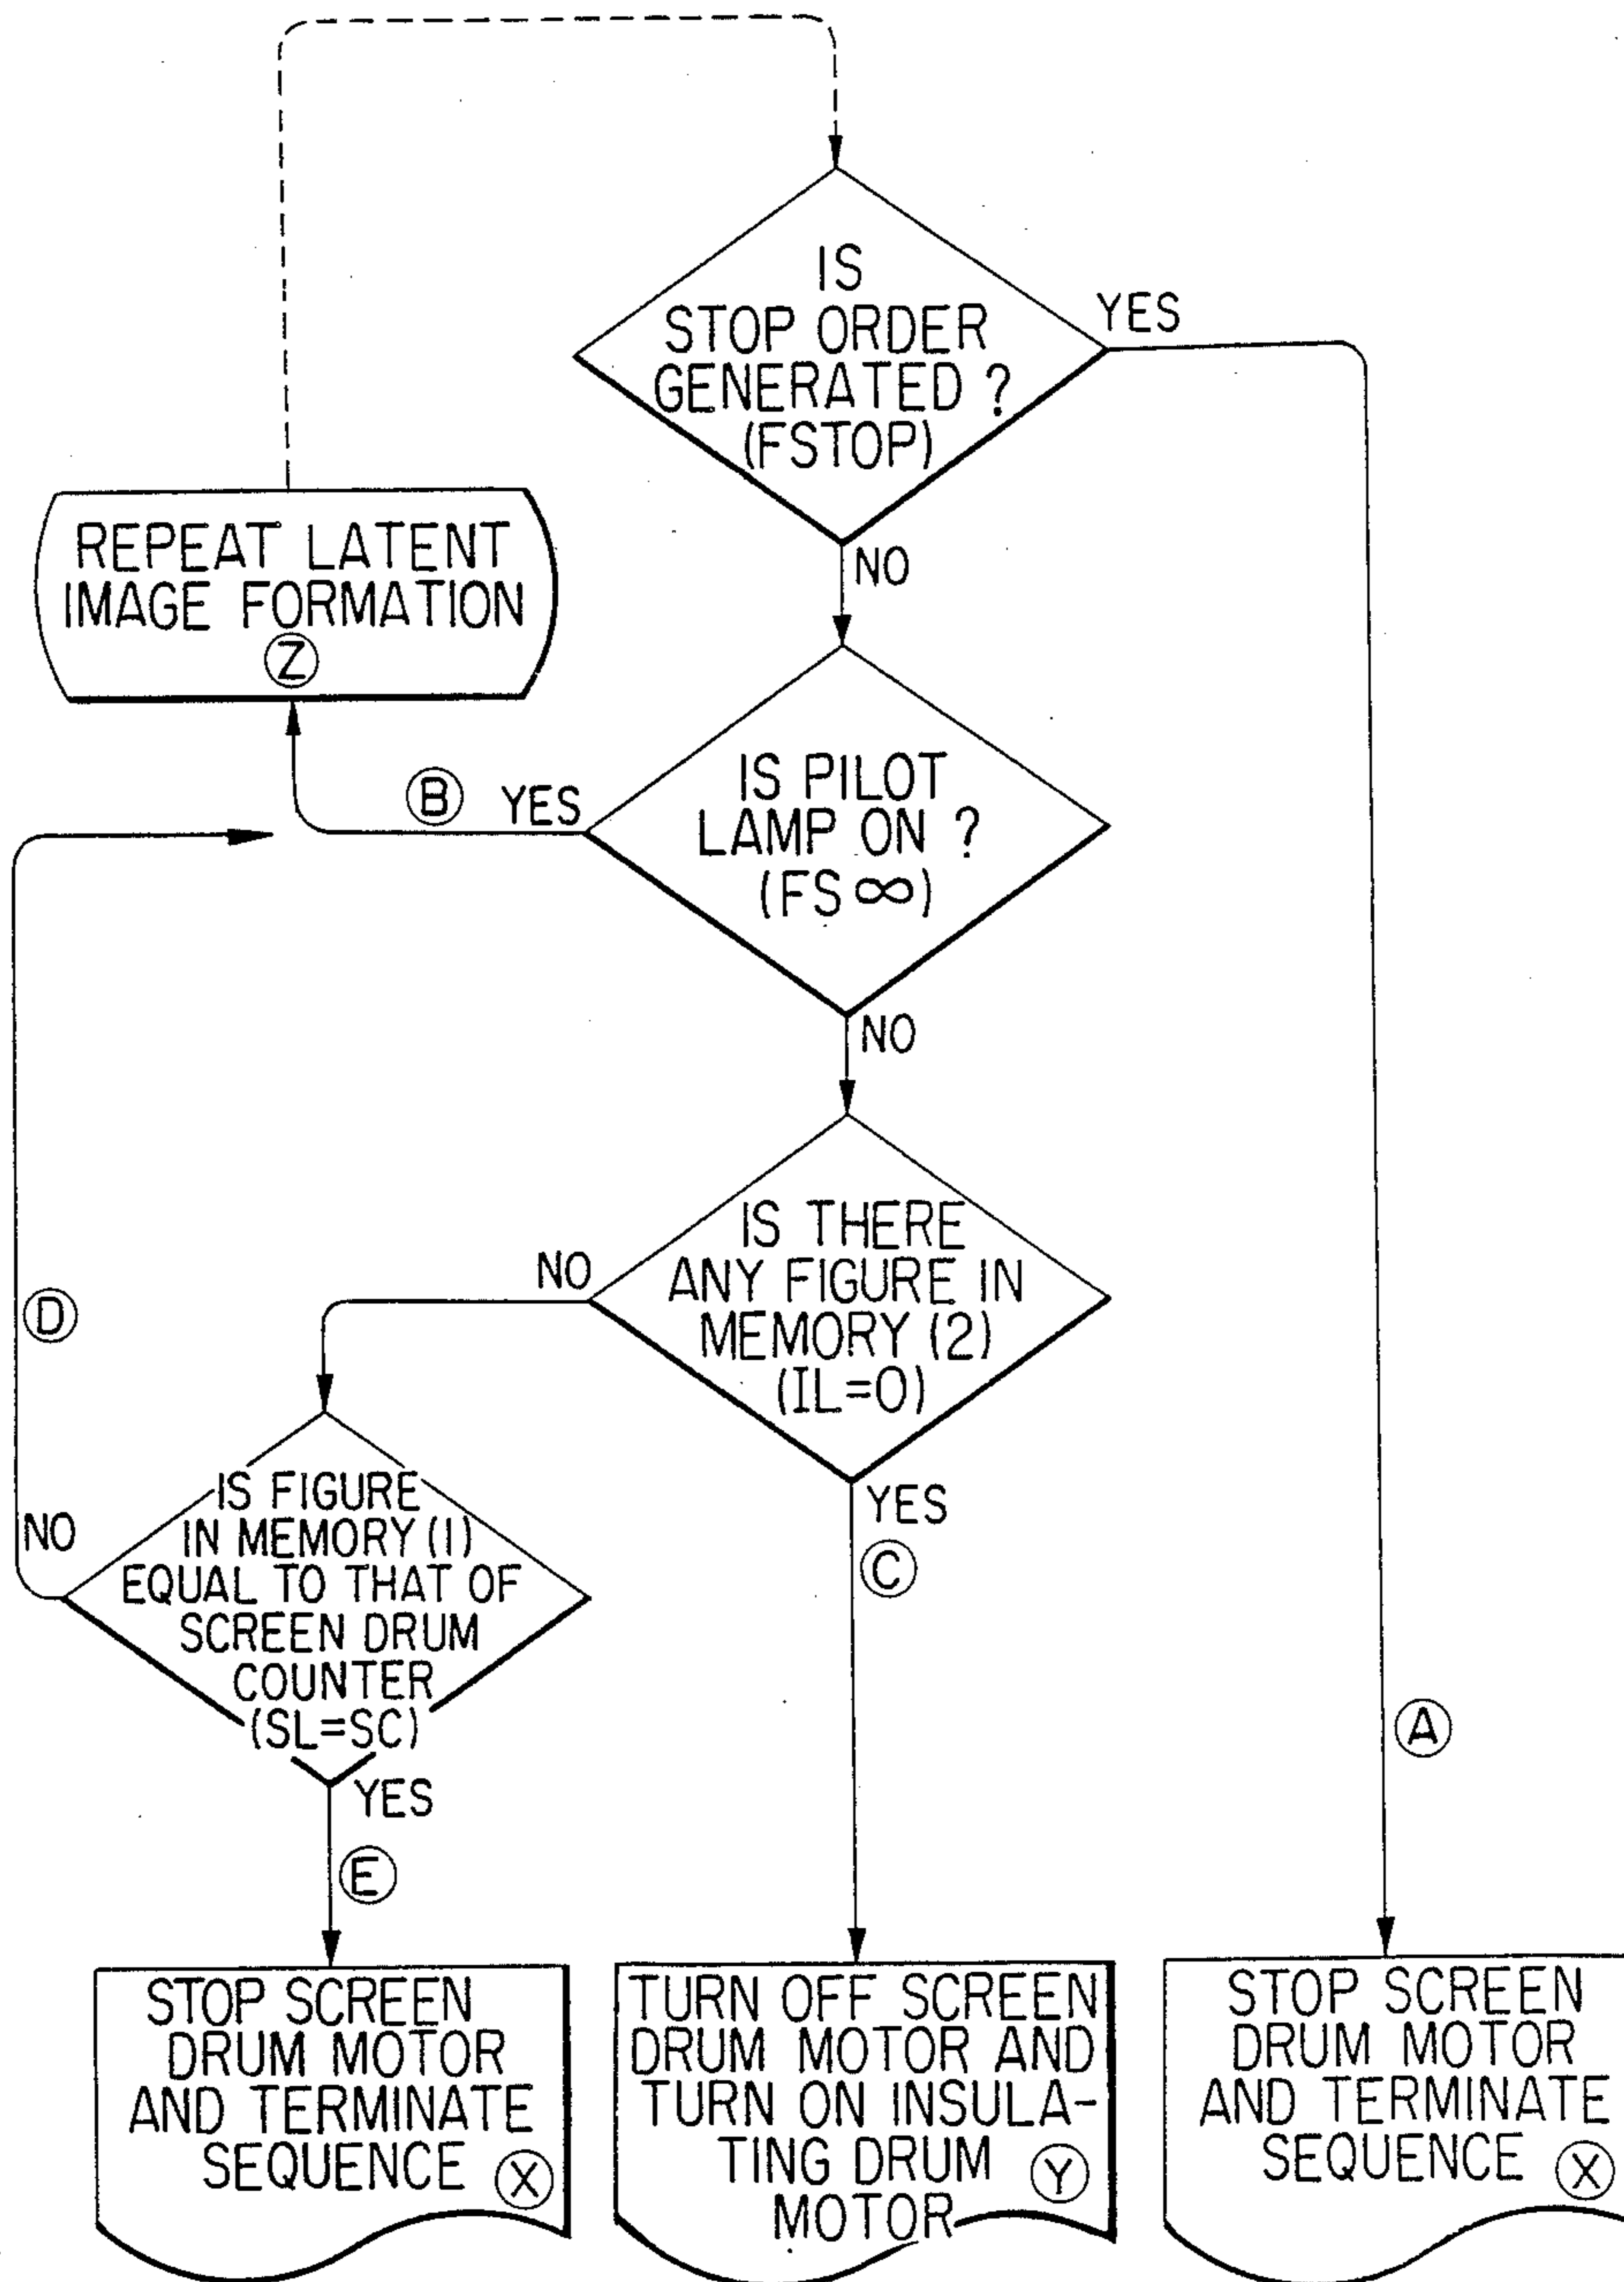 IS
STOP ORDER
GENERATED ?
(FSTOP)
YES
NO
REPEAT LATENT
IMAGE FORMATION
Z
B YES
IS PILOT
LAMP ON ?
(FS∞)
NO
IS THERE
ANY FIGURE IN
MEMORY (2)
(IL=0)
NO
YES
C
D
NO
IS FIGURE
IN MEMORY (1)
EQUAL TO THAT OF
SCREEN DRUM
COUNTER
(SL=SC)
YES
E
A
STOP SCREEN
DRUM MOTOR
AND TERMINATE
SEQUENCE X
TURN OFF SCREEN
DRUM MOTOR AND
TURN ON INSULA-
TING DRUM
MOTOR Y
STOP SCREEN
DRUM MOTOR
AND TERMINATE
SEQUENCE X